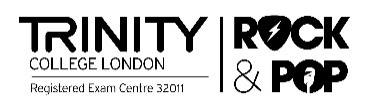 TRINITY
COLLEGE LONDON
Registered Exam Centre 32011
ROCK
& POP